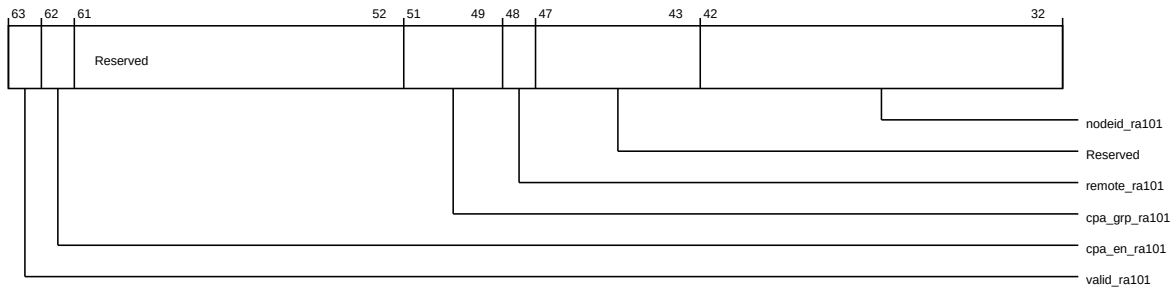 63 62 61 52 51 49 48 47 43 42 32
Reserved
nodeid_ra101
Reserved
remote_ra101
cpa_grp_ra101
cpa_en_ra101
valid_ra101